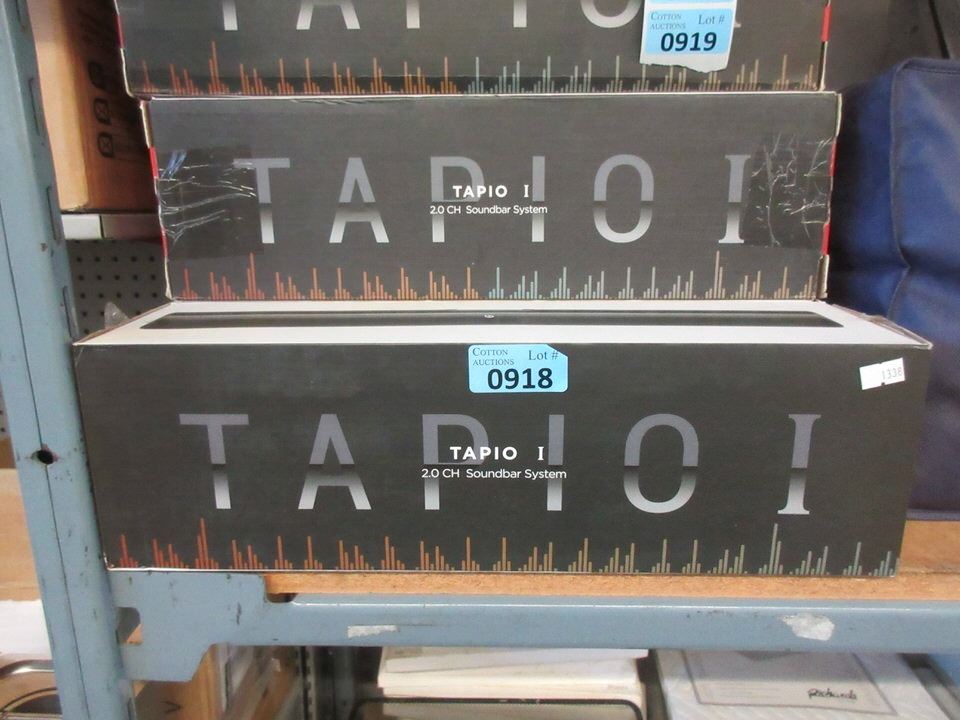 TAPIO
COTTON AUCTIONS Lot #
0919
TAPIO I
TAPIO I
2.0 CH Soundbar System
COTTON AUCTIONS Lot #
0918
1338
TAPIO I
TAPIO I
2.0 CH Soundbar System